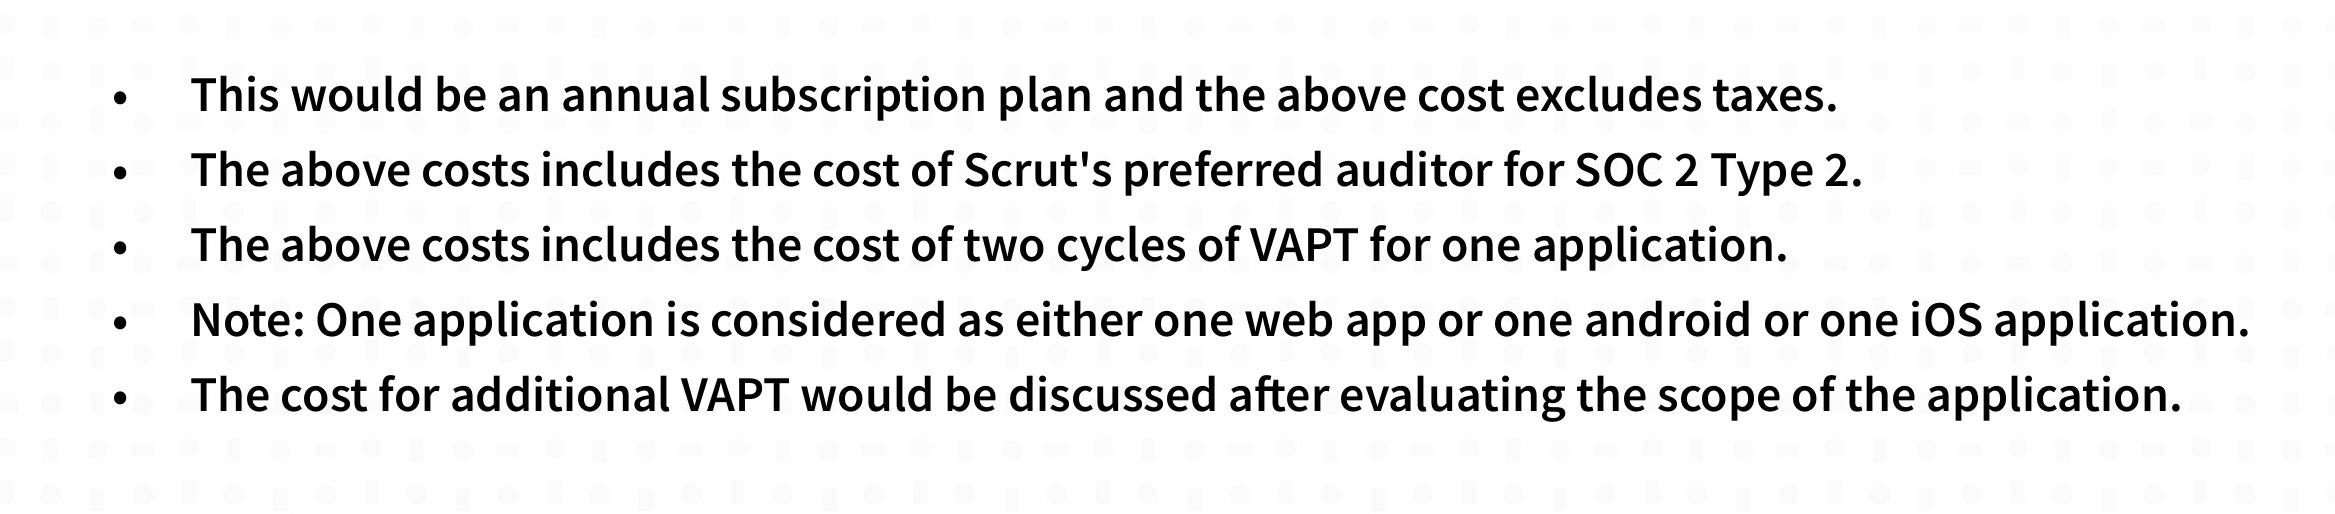 • This would be an annual subscription plan and the above cost excludes taxes.
• The above costs includes the cost of Scrut's preferred auditor for SOC 2 Type 2.
• The above costs includes the cost of two cycles of VAPT for one application.
• Note: One application is considered as either one web app or one android or one iOS application.
• The cost for additional VAPT would be discussed after evaluating the scope of the application.